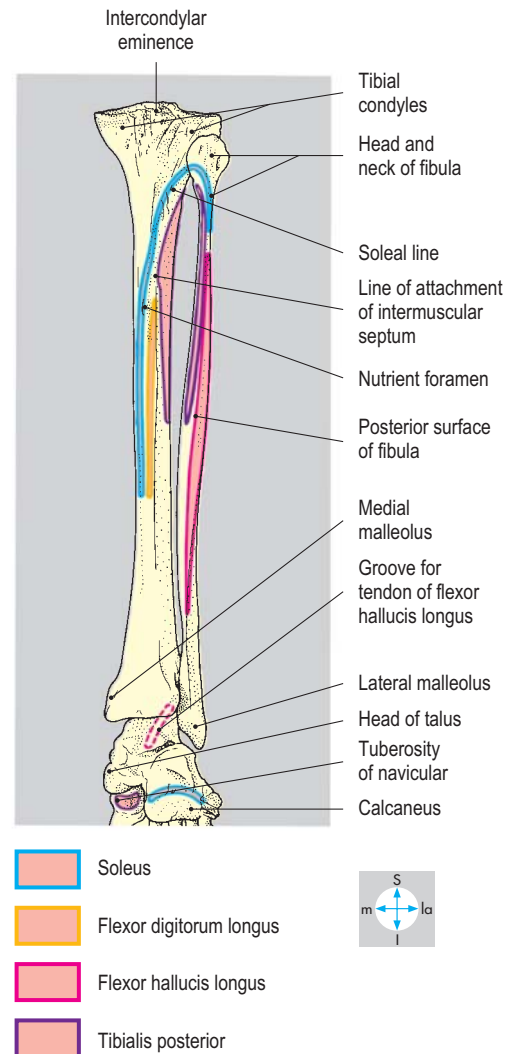 Intercondylar
eminence
Tibial
condyles
Head and
neck of fibula
Soleal line
Line of attachment
of intermuscular
septum
Nutrient foramen
Posterior surface
of fibula
Medial
malleolus
Groove for
tendon of flexor
hallucis longus
Lateral malleolus
Head of talus
Tuberosity
of navicular
Calcaneus
Soleus
Flexor digitorum longus
Flexor hallucis longus
Tibialis posterior
S
m la
I